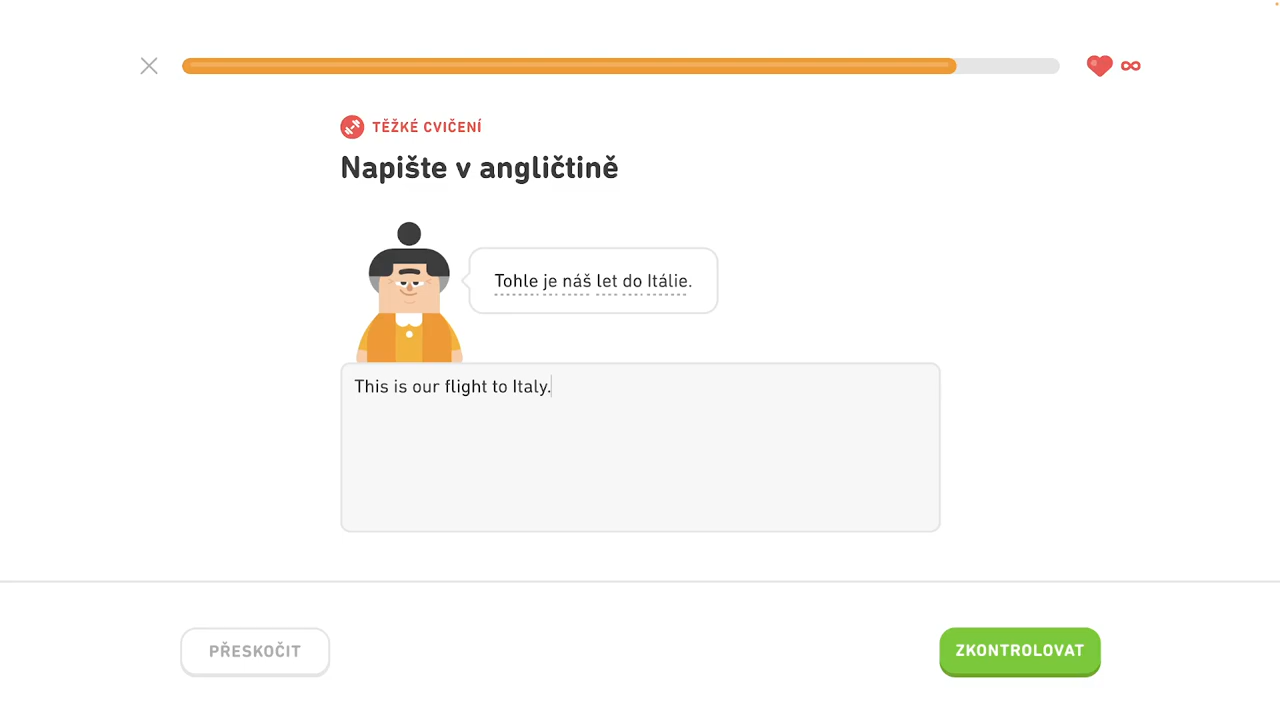 TĚŽKÉ CVIČENÍ
Napište v angličtině
Tohle je náš let do Itálie.
This is our flight to Italy.
PŘESKOČIT
ZKONTROLOVAT